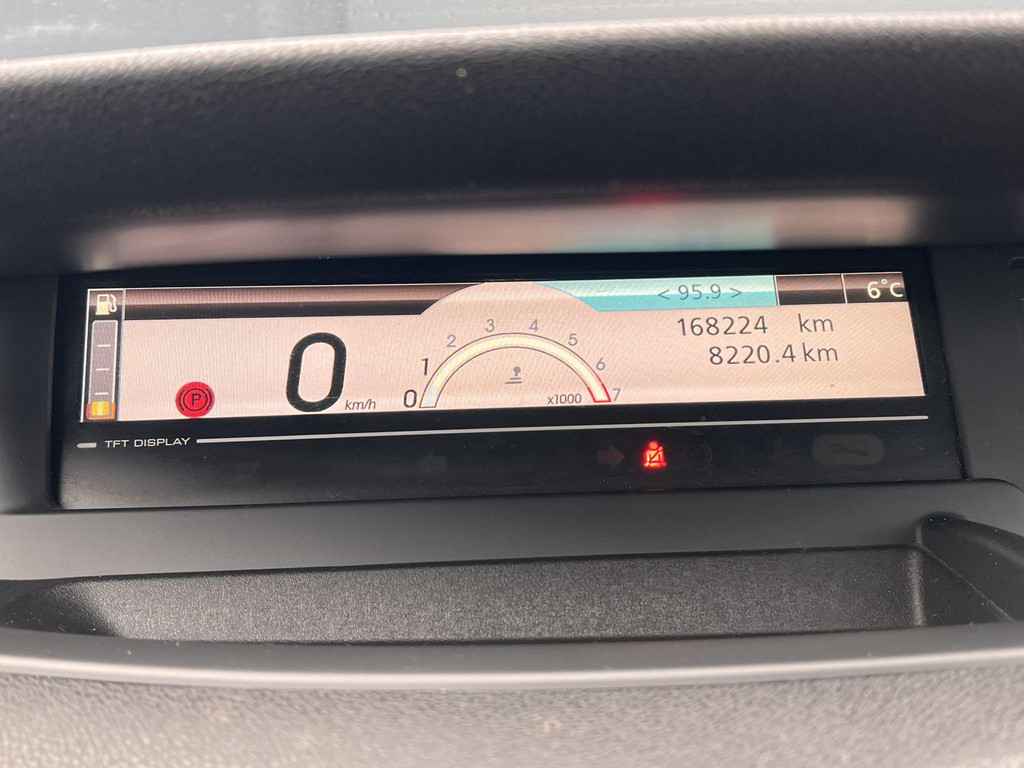 < 95.9 >
6°C
168224 km
8220.4 km
0 km/h
0 1 2 3 4 5 6 7
x1000
P
TFT DISPLAY